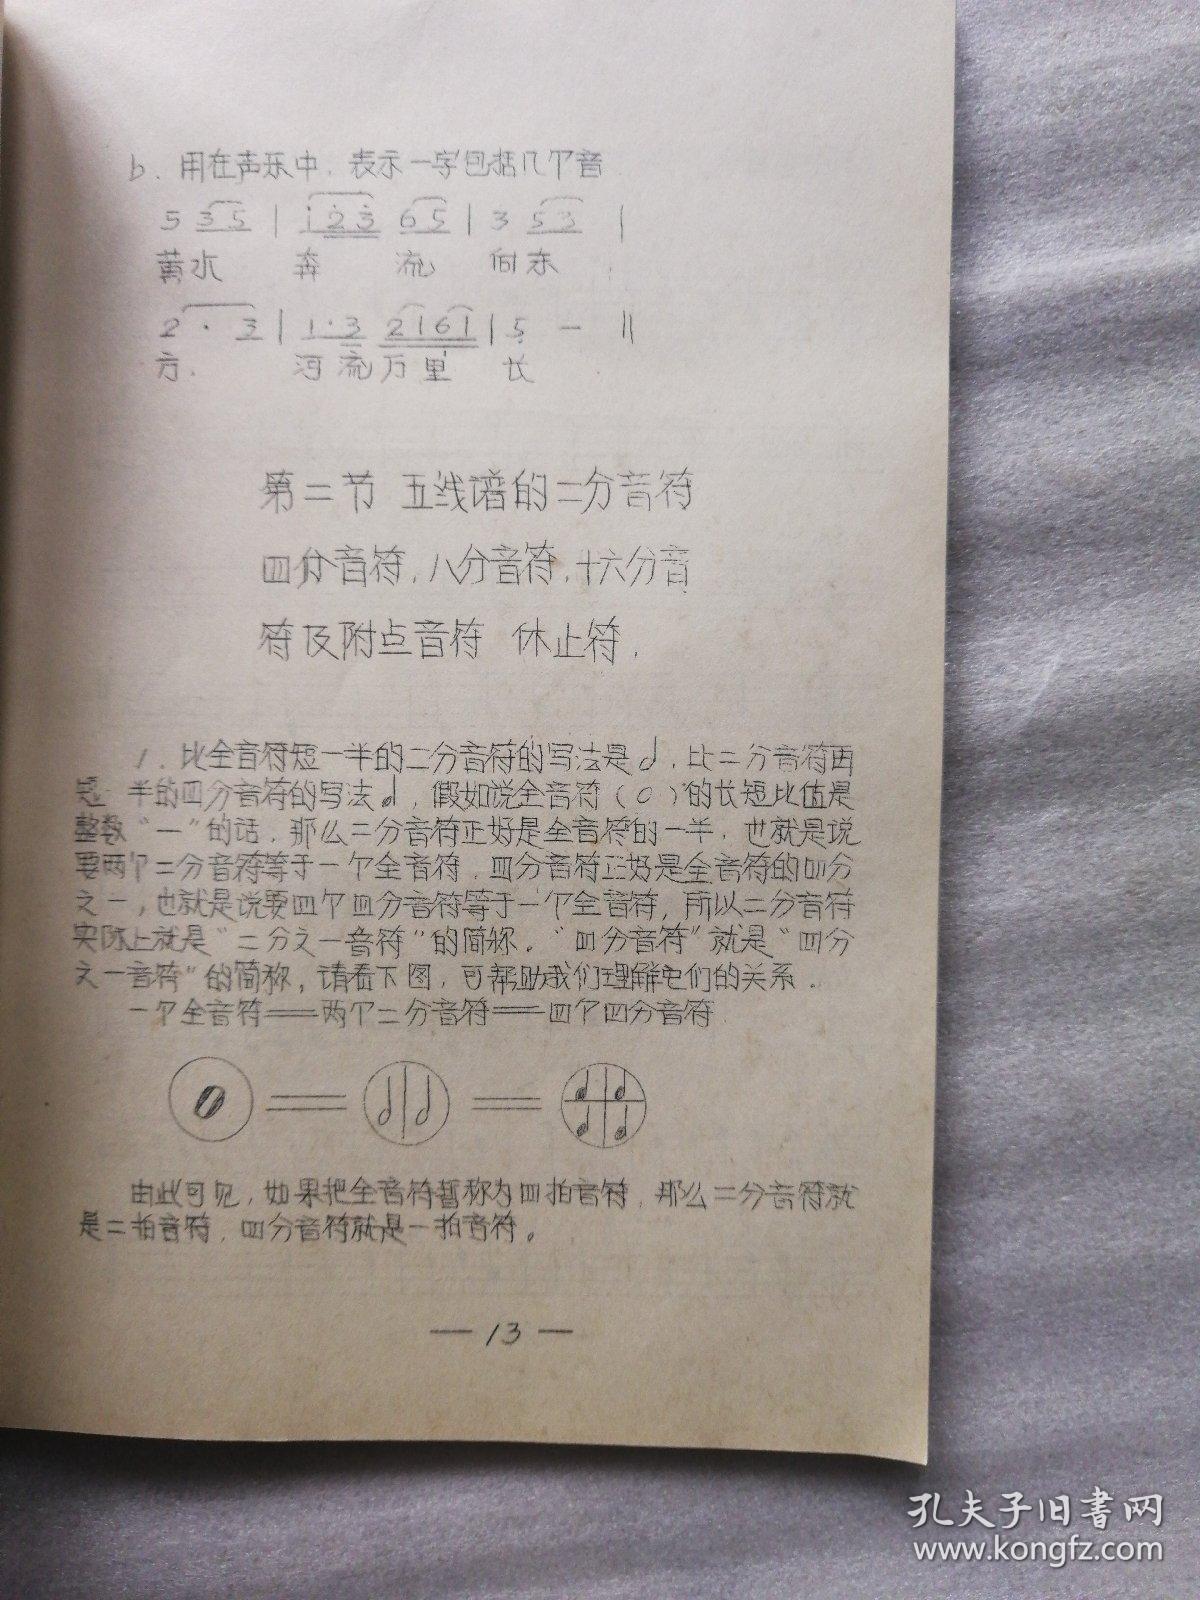 b. 用在声乐中，表示一字包括几个音
5 3 5 | i 2 3 6 5 | 3 5 3 |
黄水 奔 流 向东
2 · 3 | 1 · 3 2 1 6 1 | 5 — ‖
方. 河流万里 长
第二节 五线谱的二分音符
四分音符，八分音符，十六分音
符及附点音符 休止符.
1. 比全音符短一半的二分音符的写法是𝅗𝅥，比二分音符再
短一半的四分音符的写法♩，假如说全音符（O）的长短比值是
整数“一”的话，那么二分音符正好是全音符的一半，也就是说
要两个二分音符等于一个全音符，四分音符正好是全音符的四分
之一，也就是说要四个四分音符等于一个全音符，所以二分音符
实际上就是“二分之一音符”的简称，“四分音符”就是“四分
之一音符”的简称，请看下图，可帮助我们理解它们的关系。
一个全音符＝＝两个二分音符＝＝四个四分音符
由此可见，如果把全音符暂称为四拍音符，那么二分音符就
是二拍音符，四分音符就是一拍音符。
— 13 —
孔夫子旧书网
www.kongfz.com